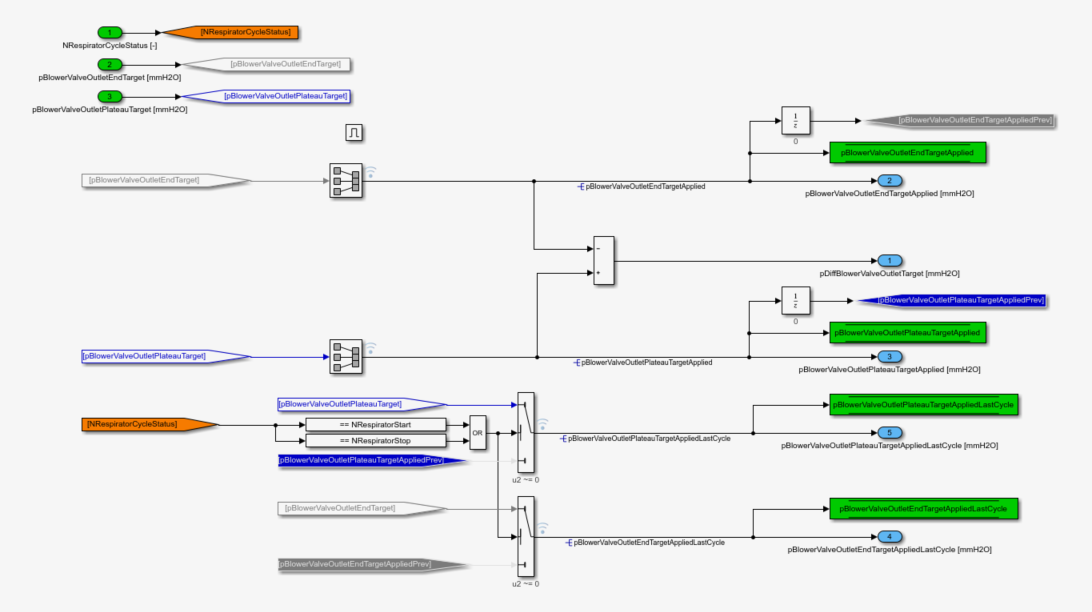 1
[NRespiratorCycleStatus]
NRespiratorCycleStatus [-]
2
[pBlowerValveOutletEndTarget]
pBlowerValveOutletEndTarget [mmH2O]
3
[pBlowerValveOutletPlateauTarget]
pBlowerValveOutletPlateauTarget [mmH2O]
1
z
0
[pBlowerValveOutletEndTargetAppliedPrev]
pBlowerValveOutletEndTargetApplied
[pBlowerValveOutletEndTarget]
pBlowerValveOutletEndTargetApplied
2
pBlowerValveOutletEndTargetApplied [mmH2O]
−
+
1
pDiffBlowerValveOutletTarget [mmH2O]
1
z
0
[pBlowerValveOutletPlateauTargetAppliedPrev]
pBlowerValveOutletPlateauTargetApplied
[pBlowerValveOutletPlateauTarget]
pBlowerValveOutletPlateauTargetApplied
3
pBlowerValveOutletPlateauTargetApplied [mmH2O]
[pBlowerValveOutletPlateauTarget]
pBlowerValveOutletPlateauTargetAppliedLastCycle
[NRespiratorCycleStatus]
== NRespiratorStart
== NRespiratorStop
OR
pBlowerValveOutletPlateauTargetAppliedLastCycle
5
pBlowerValveOutletPlateauTargetAppliedLastCycle [mmH2O]
[pBlowerValveOutletPlateauTargetAppliedPrev]
u2 ~= 0
[pBlowerValveOutletEndTarget]
pBlowerValveOutletEndTargetAppliedLastCycle
pBlowerValveOutletEndTargetAppliedLastCycle
4
pBlowerValveOutletEndTargetAppliedLastCycle [mmH2O]
[pBlowerValveOutletEndTargetAppliedPrev]
u2 ~= 0